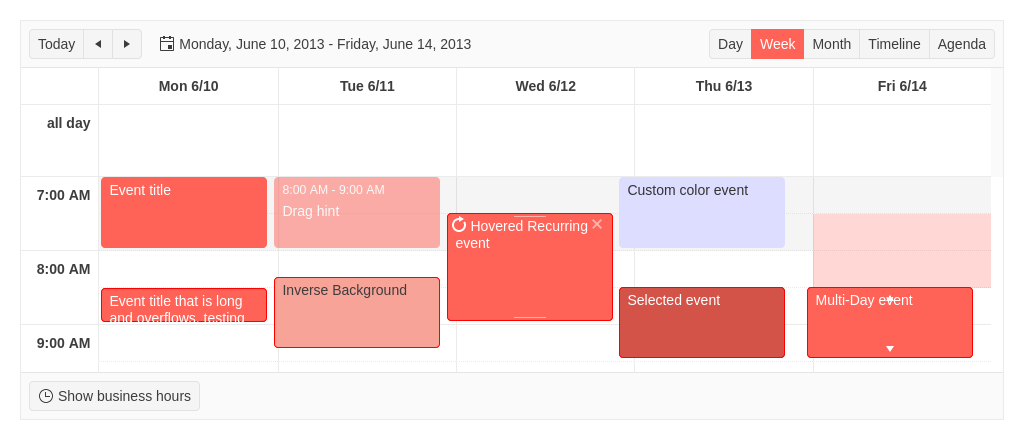 Today
Monday, June 10, 2013 - Friday, June 14, 2013
Day
Week
Month
Timeline
Agenda
Mon 6/10
Tue 6/11
Wed 6/12
Thu 6/13
Fri 6/14
all day
7:00 AM
Event title
8:00 AM - 9:00 AM
Drag hint
Custom color event
Hovered Recurring
event
8:00 AM
Event title that is long
and overflows, testing
Inverse Background
Selected event
Multi-Day event
9:00 AM
Show business hours